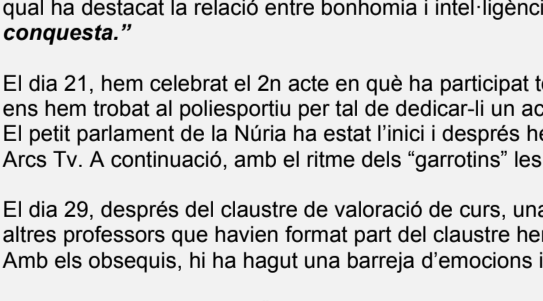 qual ha destacat la relació entre bonhomia i intel·ligènci
conquesta.”
El dia 21, hem celebrat el 2n acte en què ha participat t
ens hem trobat al poliesportiu per tal de dedicar-li un ac
El petit parlament de la Núria ha estat l’inici i després he
Arcs Tv. A continuació, amb el ritme dels “garrotins” les
El dia 29, després del claustre de valoració de curs, una
altres professors que havien format part del claustre he
Amb els obsequis, hi ha hagut una barreja d’emocions i